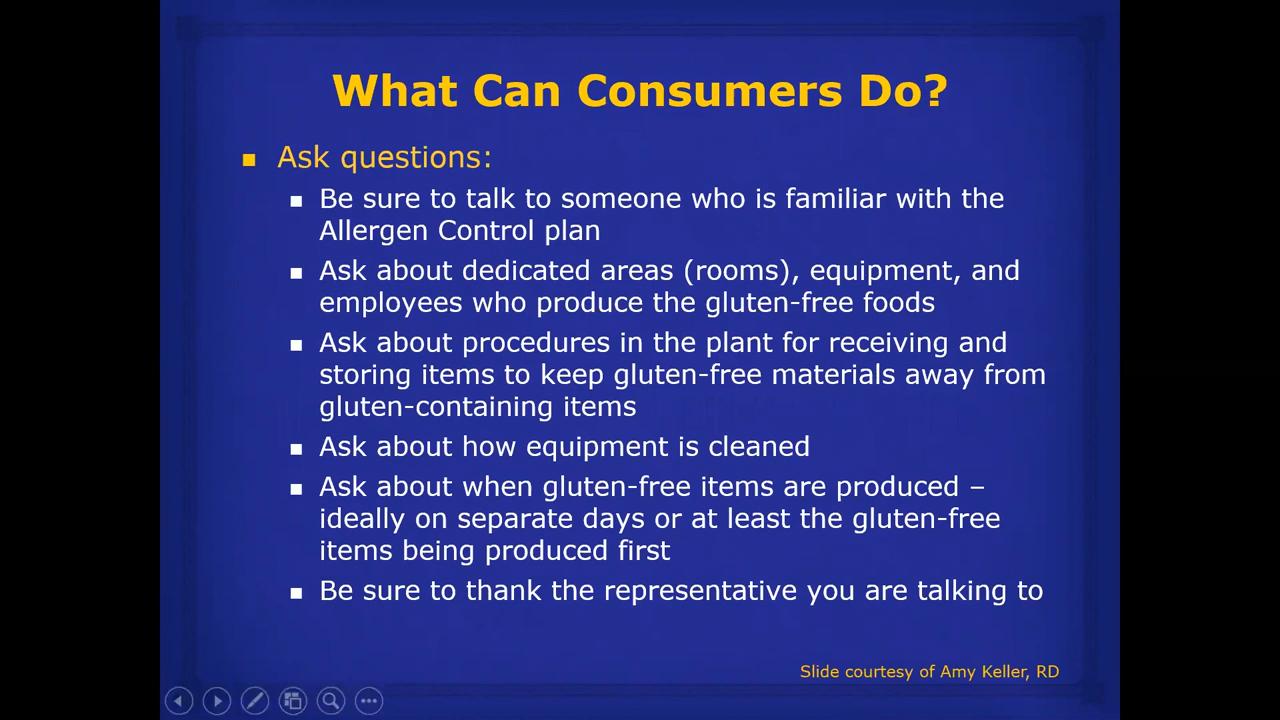 What Can Consumers Do?
Ask questions:
Be sure to talk to someone who is familiar with the
Allergen Control plan
Ask about dedicated areas (rooms), equipment, and
employees who produce the gluten-free foods
Ask about procedures in the plant for receiving and
storing items to keep gluten-free materials away from
gluten-containing items
Ask about how equipment is cleaned
Ask about when gluten-free items are produced –
ideally on separate days or at least the gluten-free
items being produced first
Be sure to thank the representative you are talking to
Slide courtesy of Amy Keller, RD